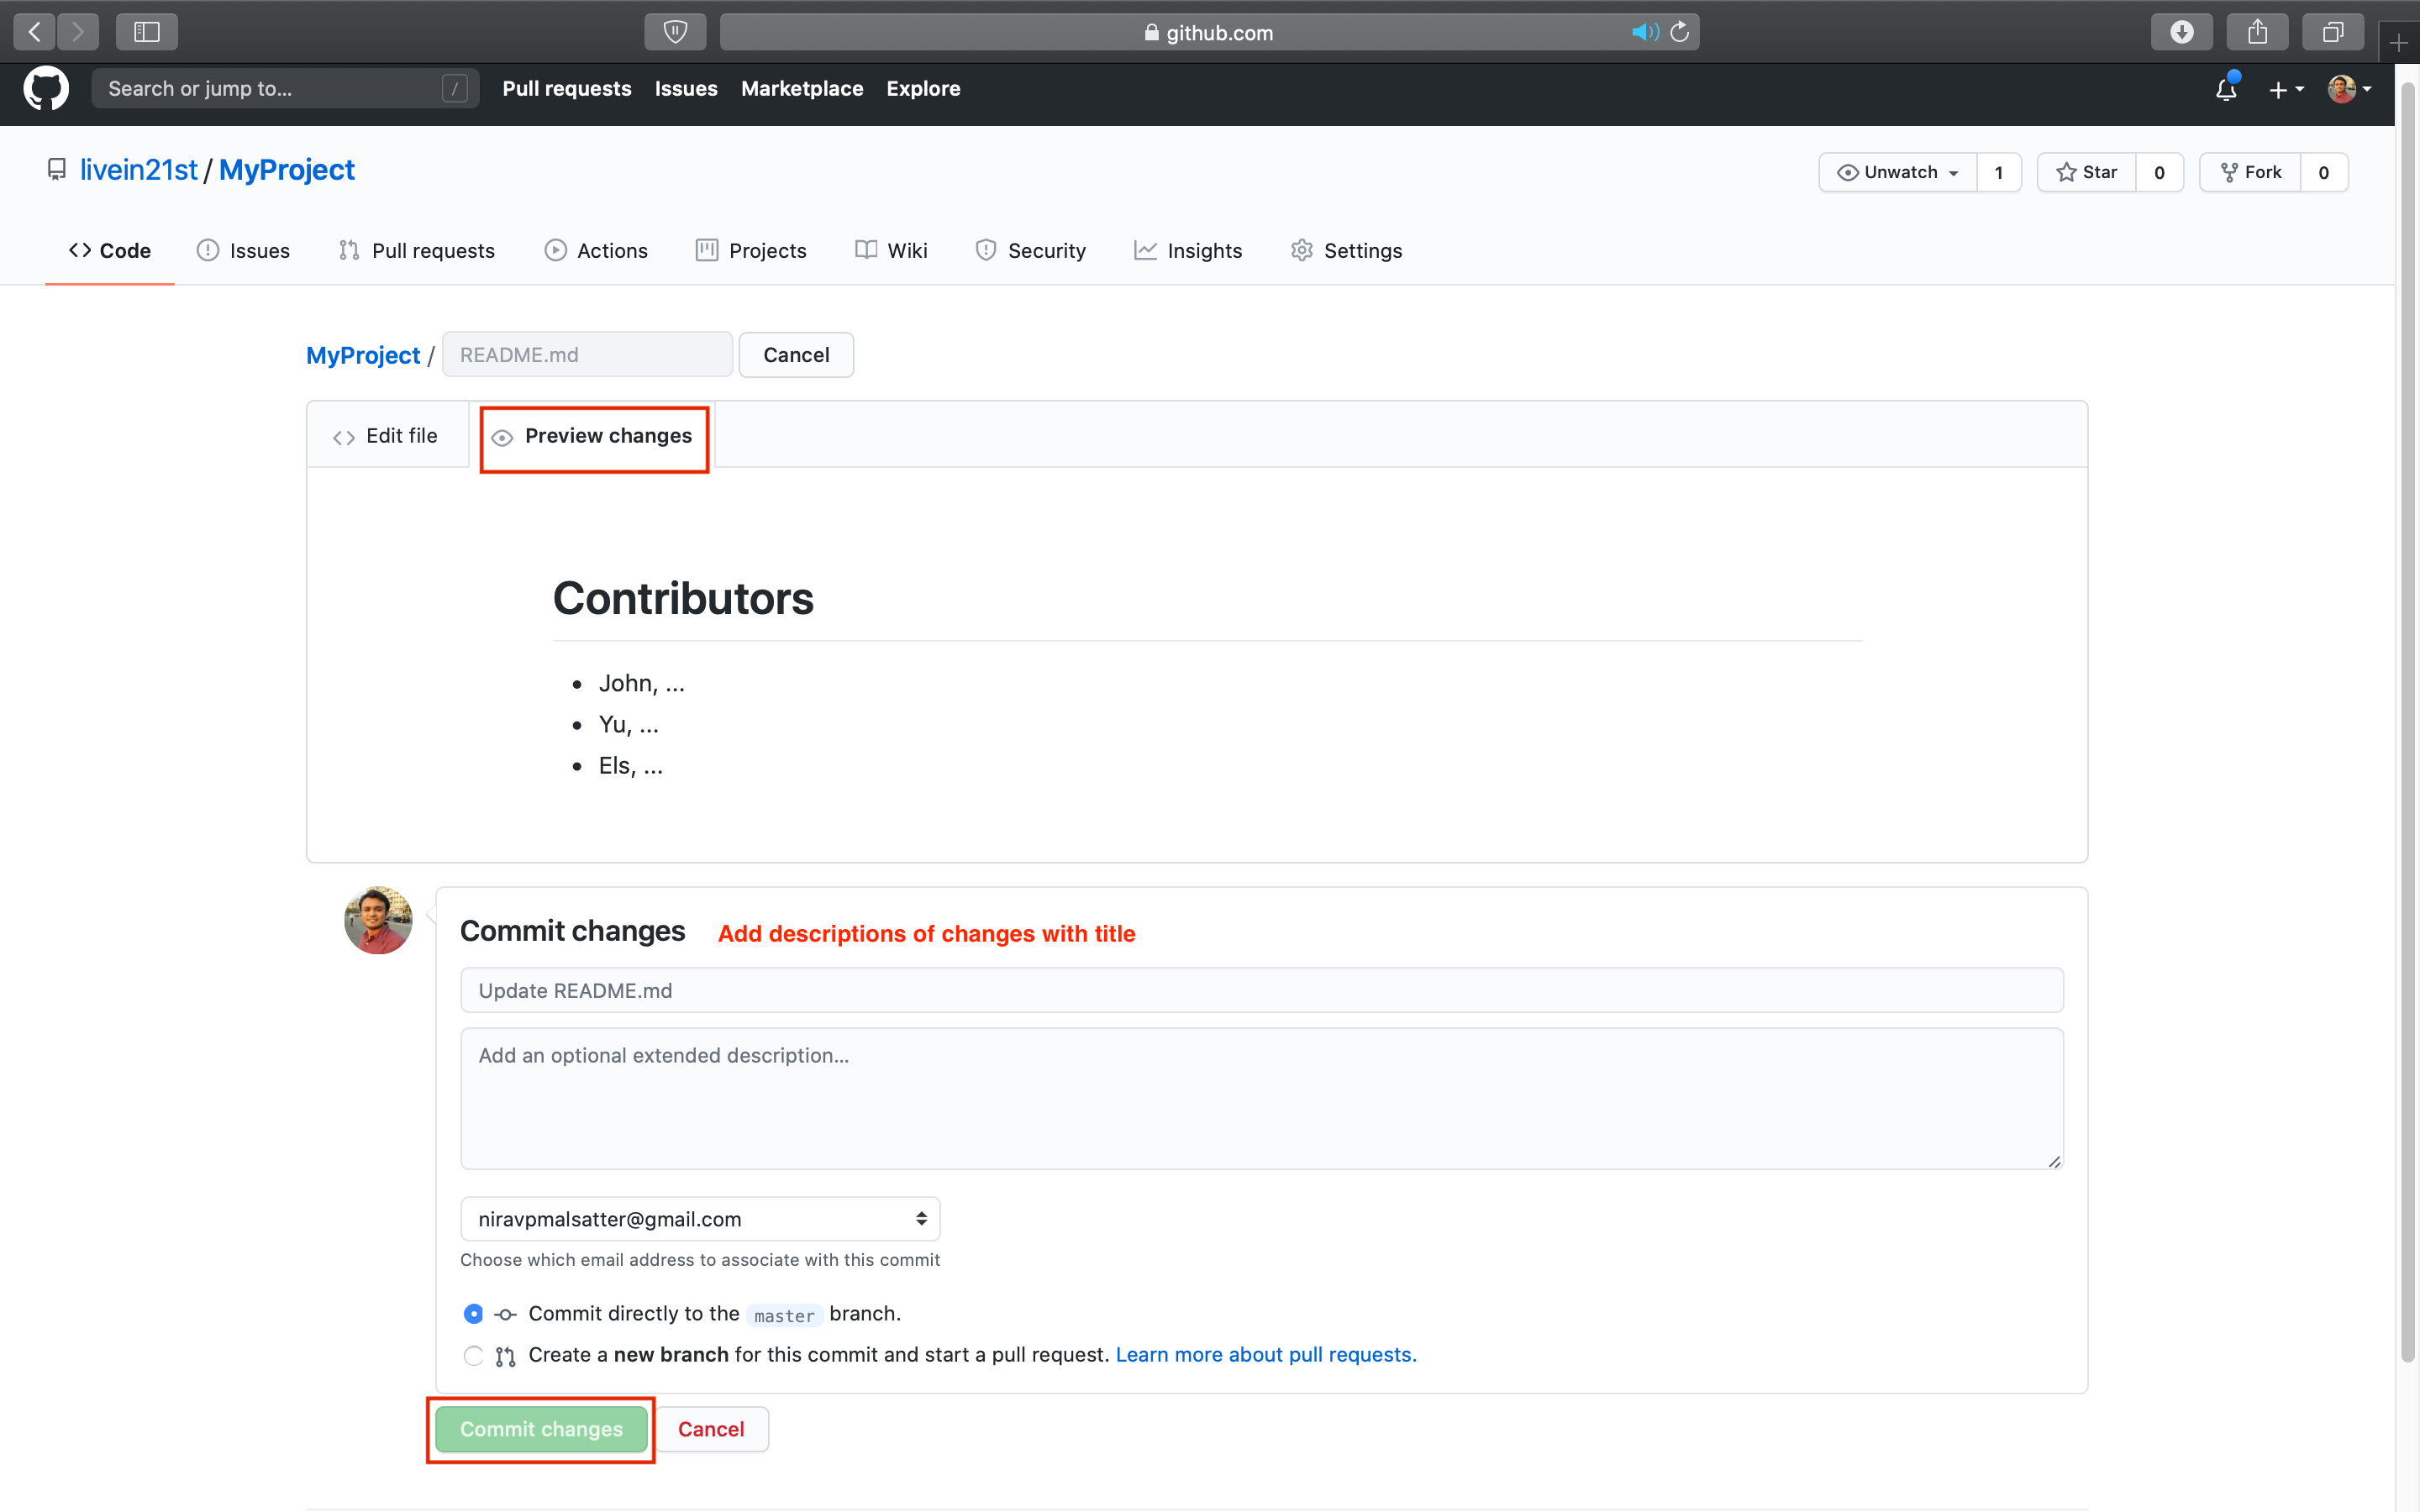 github.com
Search or jump to... / Pull requests Issues Marketplace Explore
livein21st / MyProject Unwatch 1 Star 0 Fork 0
Code Issues Pull requests Actions Projects Wiki Security Insights Settings
MyProject / README.md Cancel
Edit file Preview changes
Contributors
John, ...
Yu, ...
Els, ...
Commit changes Add descriptions of changes with title
Update README.md
Add an optional extended description...
niravpmalsatter@gmail.com
Choose which email address to associate with this commit
Commit directly to the master branch.
Create a new branch for this commit and start a pull request. Learn more about pull requests.
Commit changes Cancel